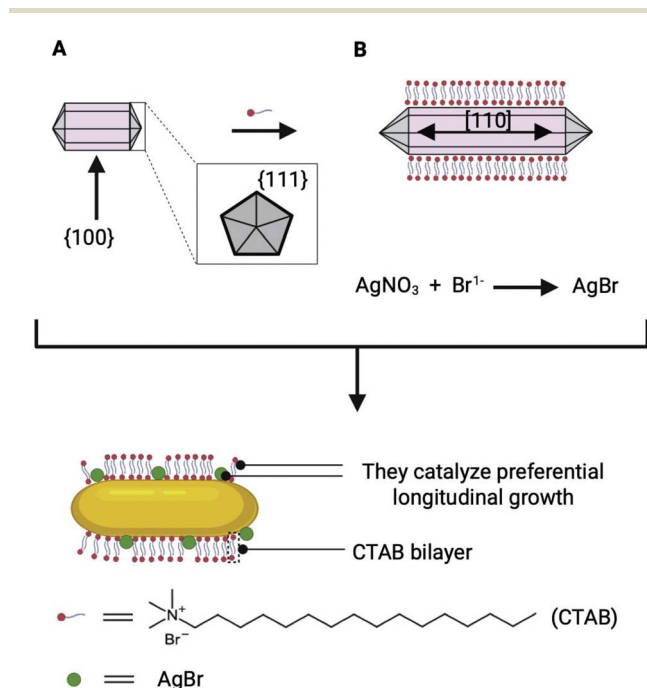 A
B
[110]
{111}
{100}
AgNO₃ + Br¹⁻ ⟶ AgBr
They catalyze preferential
longitudinal growth
CTAB bilayer
N⁺ (CTAB)
Br⁻
AgBr